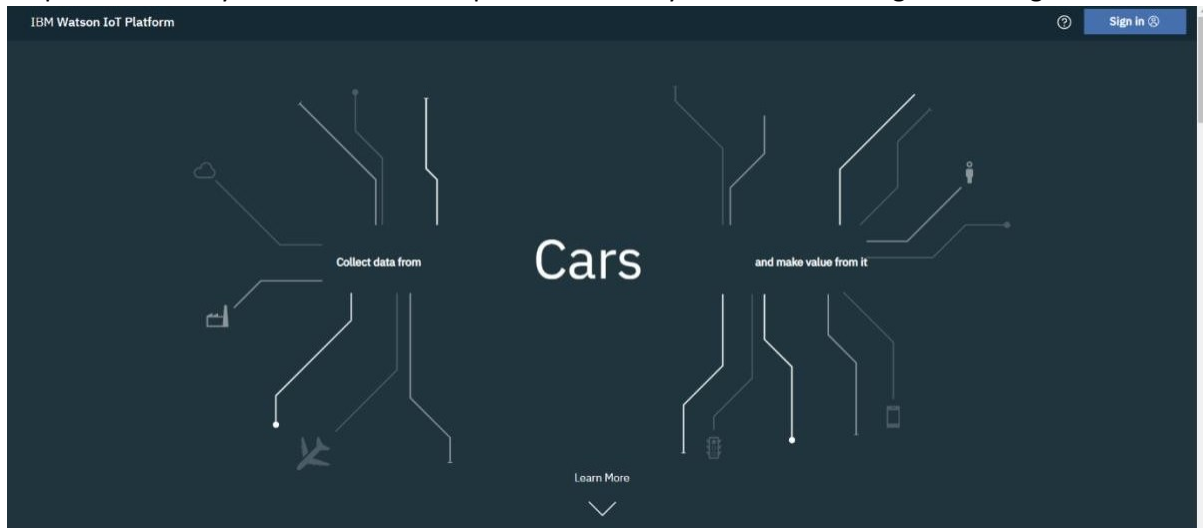 IBM Watson IoT Platform
Sign in
Collect data from
Cars
and make value from it
Learn More